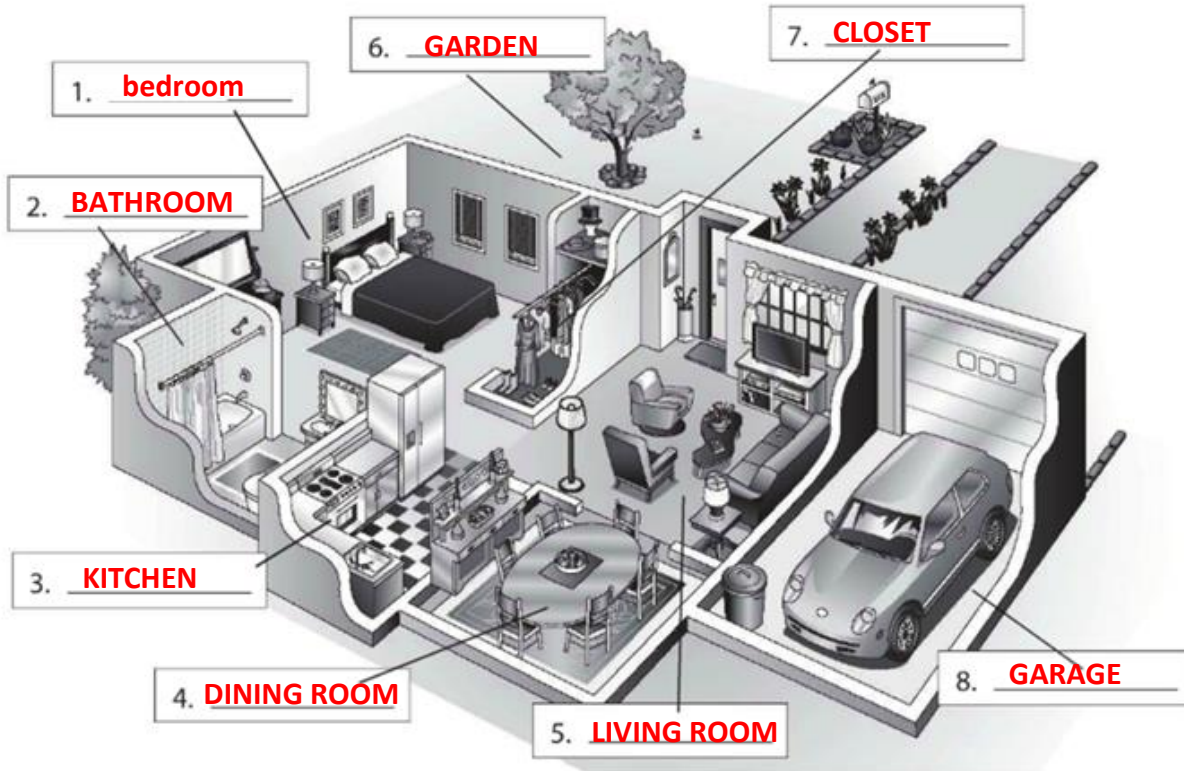 1. bedroom
2. BATHROOM
3. KITCHEN
4. DINING ROOM
5. LIVING ROOM
6. GARDEN
7. CLOSET
8. GARAGE